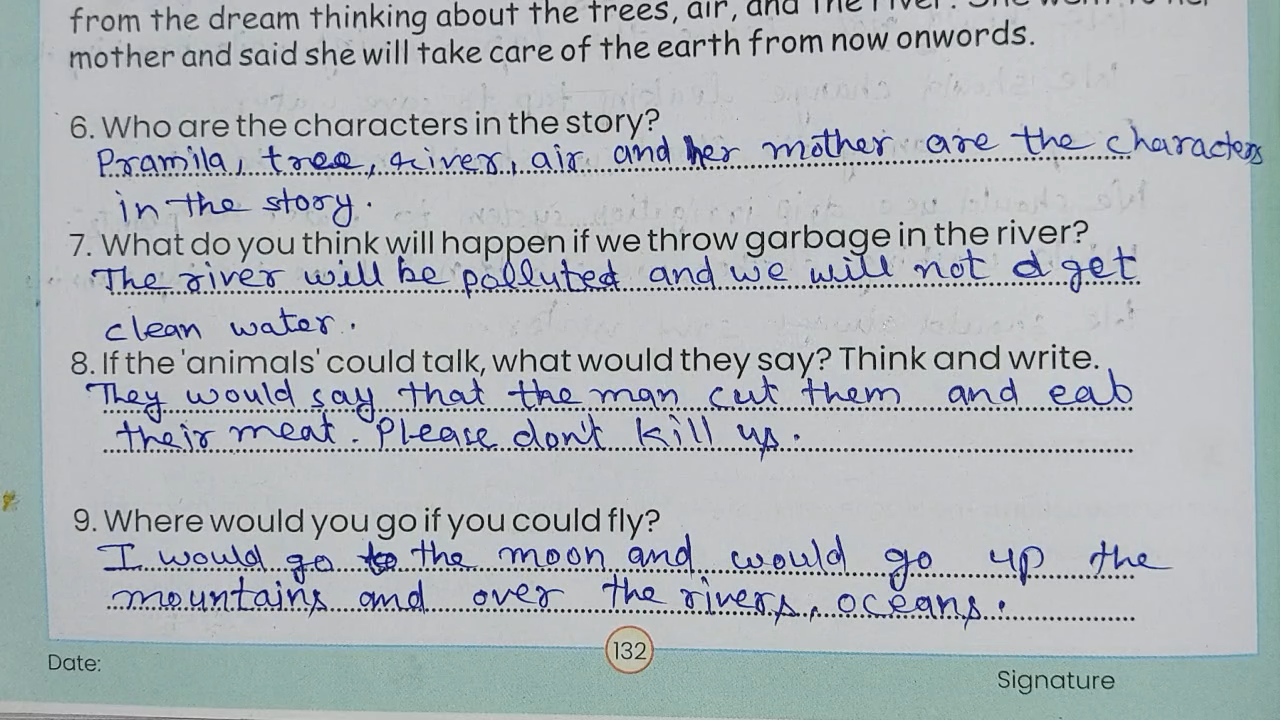 from the dream thinking about the trees, air, and the river. She went to her
mother and said she will take care of the earth from now onwords.
6. Who are the characters in the story?
Pramila, tree, river, air and her mother are the characters
in the story.
7. What do you think will happen if we throw garbage in the river?
The river will be polluted and we will not get
clean water.
8. If the 'animals' could talk, what would they say? Think and write.
They would say that the man cut them and eat
their meat. Please don't kill us.
9. Where would you go if you could fly?
I would go to the moon and would go up the
mountains and over the rivers, oceans.
132
Date:
Signature